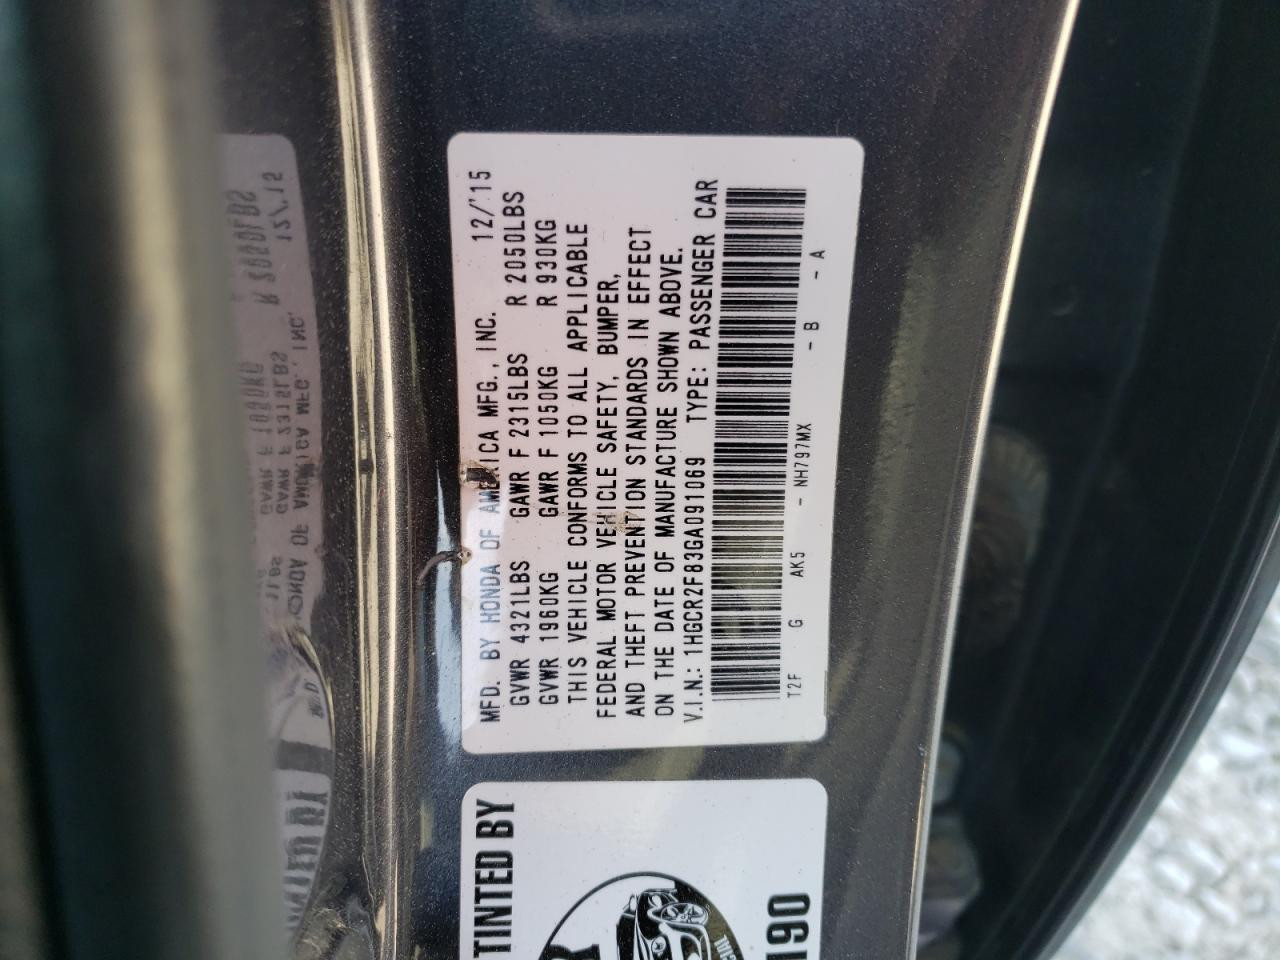 MFD. BY HONDA OF AMERICA MFG., INC. 12/'15
GVWR 4321LBS GAWR F 2315LBS R 2050LBS
GVWR 1960KG GAWR F 1050KG R 930KG
THIS VEHICLE CONFORMS TO ALL APPLICABLE
FEDERAL MOTOR VEHICLE SAFETY, BUMPER,
AND THEFT PREVENTION STANDARDS IN EFFECT
ON THE DATE OF MANUFACTURE SHOWN ABOVE.
V.I.N.: 1HGCR2F83GA091069 TYPE: PASSENGER CAR
T2F G AK5 - NH797MX - B - A
TINTED BY
190